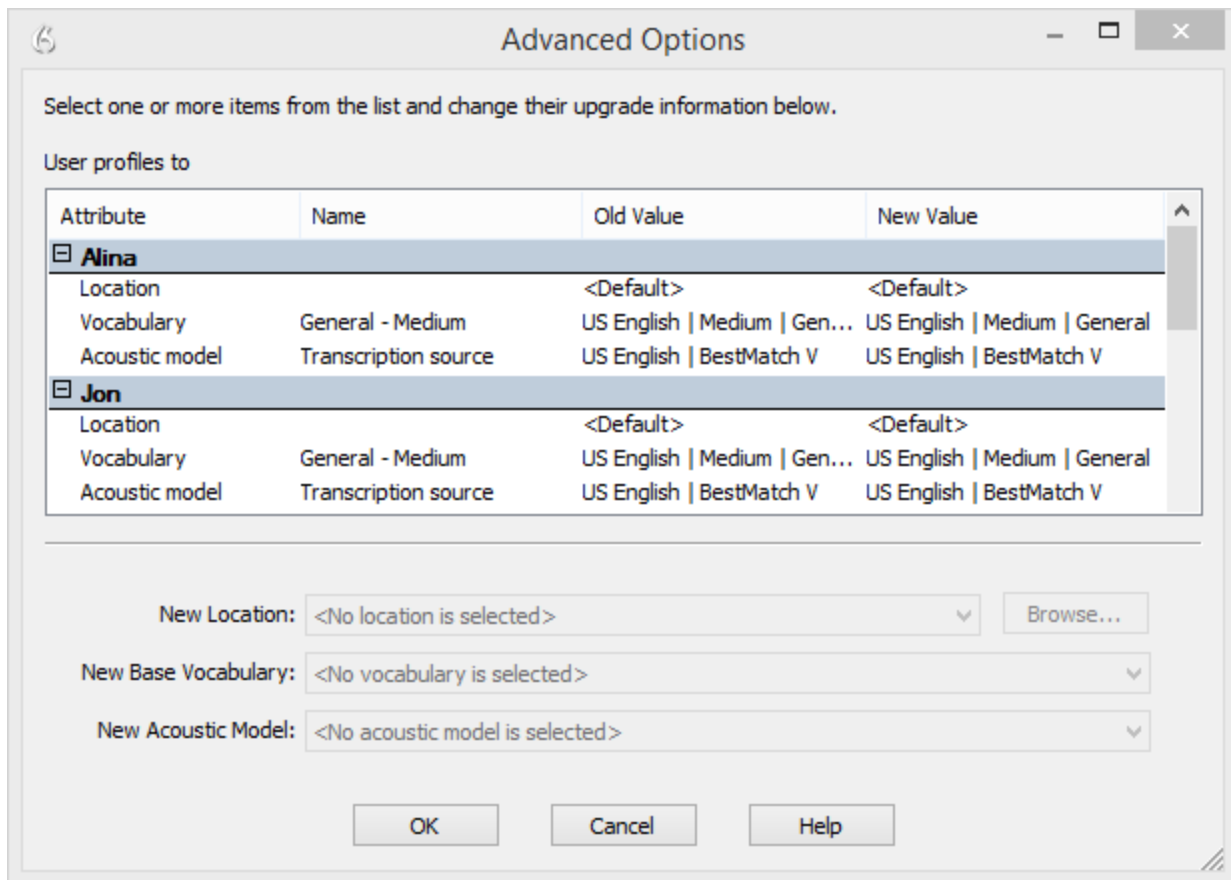 Advanced Options
Select one or more items from the list and change their upgrade information below.
User profiles to
Attribute Name Old Value New Value
Alina
Location <Default> <Default>
Vocabulary General - Medium US English | Medium | Gen... US English | Medium | General
Acoustic model Transcription source US English | BestMatch V US English | BestMatch V
Jon
Location <Default> <Default>
Vocabulary General - Medium US English | Medium | Gen... US English | Medium | General
Acoustic model Transcription source US English | BestMatch V US English | BestMatch V
New Location: <No location is selected> Browse...
New Base Vocabulary: <No vocabulary is selected>
New Acoustic Model: <No acoustic model is selected>
OK Cancel Help